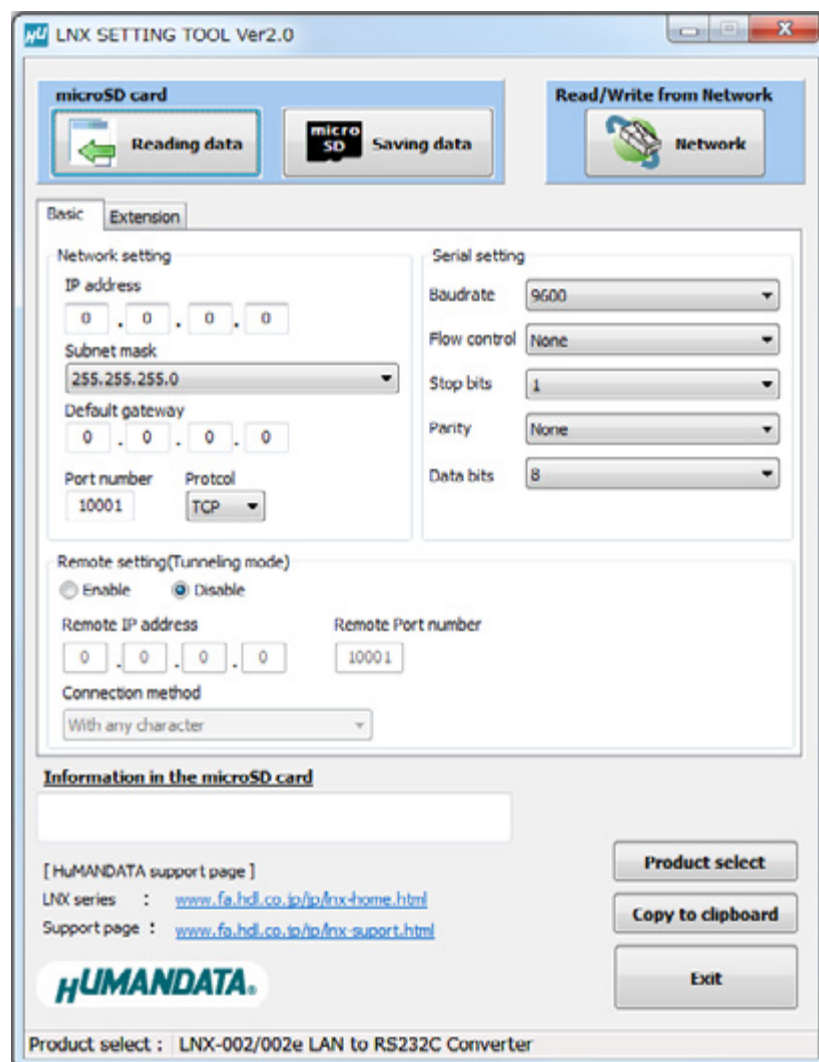 LNX SETTING TOOL Ver2.0
microSD card
Reading data
micro
SD
Saving data
Read/Write from Network
Network
Basic
Extension
Network setting
IP address
0 . 0 . 0 . 0
Subnet mask
255.255.255.0
Default gateway
0 . 0 . 0 . 0
Port number Protcol
10001 TCP
Serial setting
Baudrate 9600
Flow control None
Stop bits 1
Parity None
Data bits 8
Remote setting(Tunneling mode)
Enable Disable
Remote IP address Remote Port number
0 . 0 . 0 . 0 10001
Connection method
With any character
Information in the microSD card
[ HuMANDATA support page ]
LNX series : www.fa.hdl.co.jp/jp/lnx-home.html
Support page : www.fa.hdl.co.jp/jp/lnx-suport.html
HUMANDATA®
Product select
Copy to clipboard
Exit
Product select : LNX-002/002e LAN to RS232C Converter